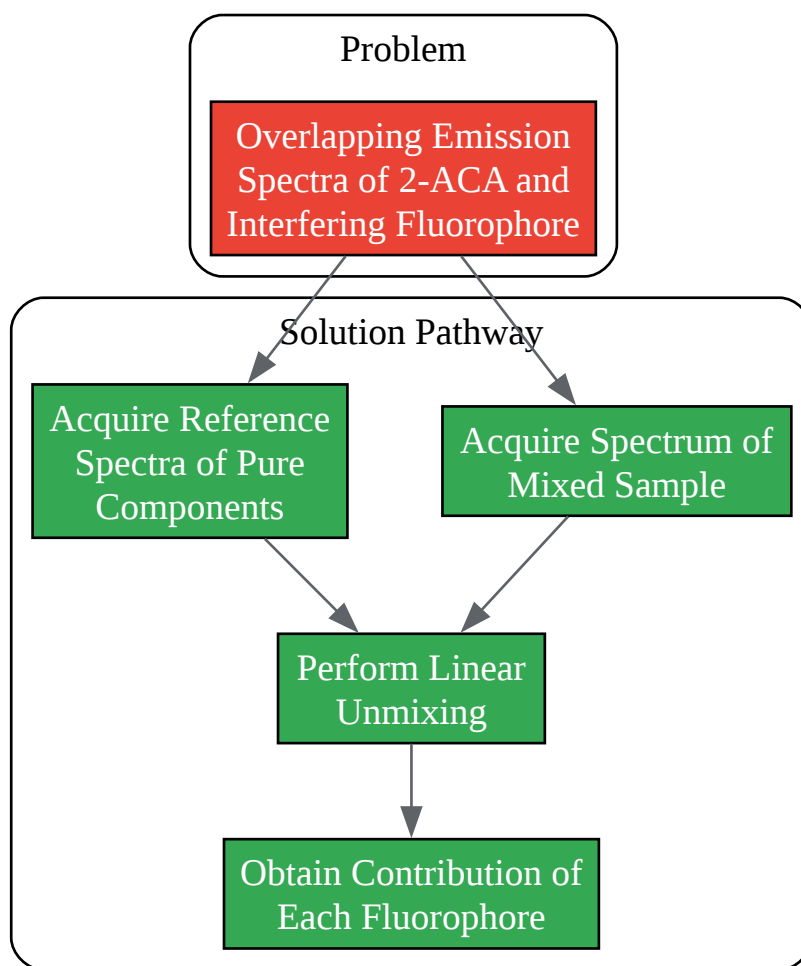 Problem
Overlapping Emission
Spectra of 2-ACA and
Interfering Fluorophore
Solution Pathway
Acquire Reference
Spectra of Pure
Components
Acquire Spectrum of
Mixed Sample
Perform Linear
Unmixing
Obtain Contribution of
Each Fluorophore